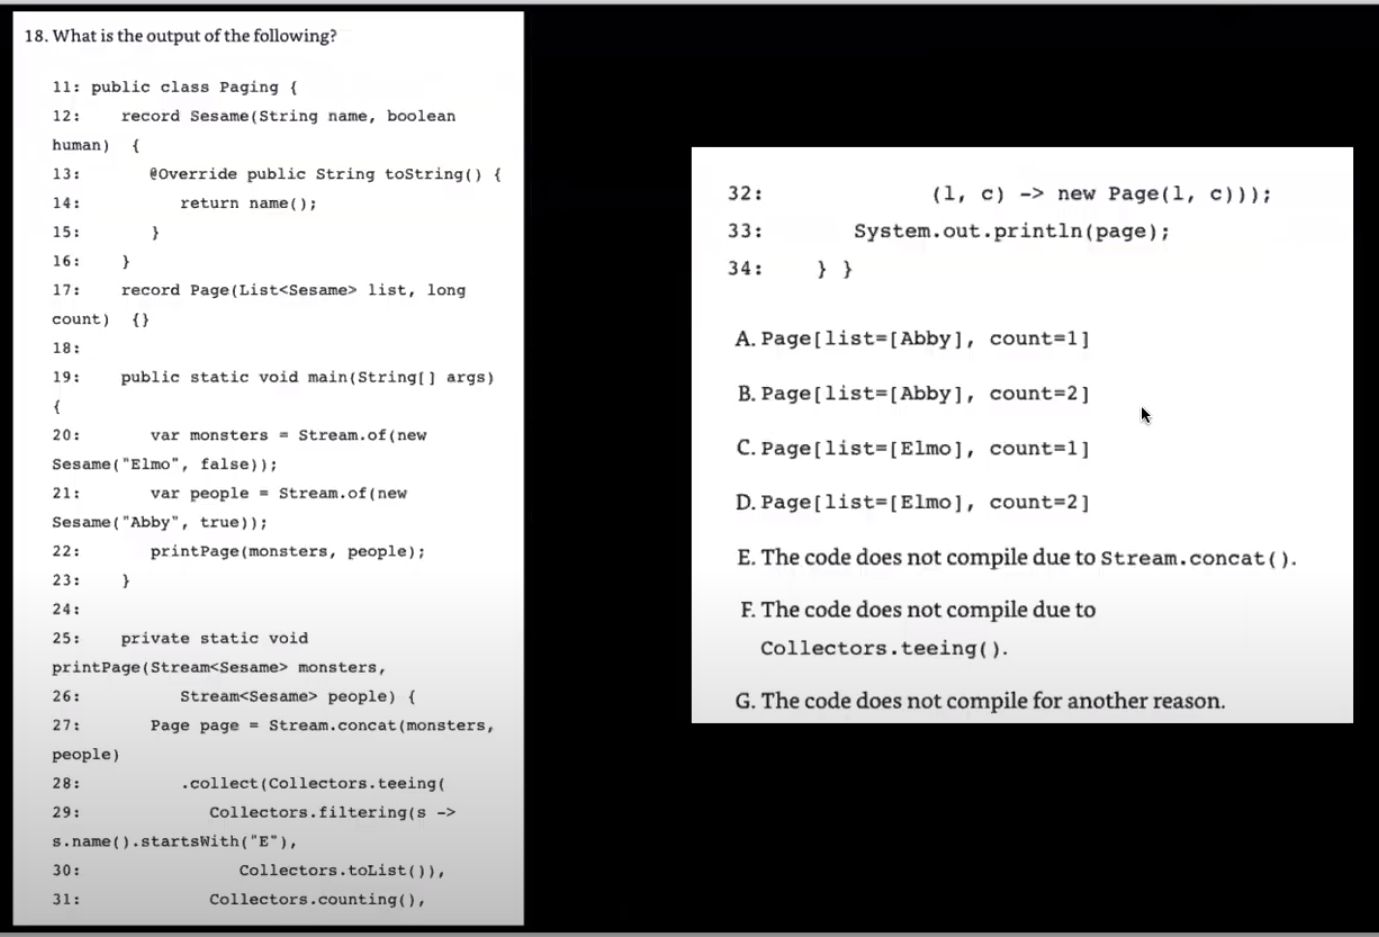 18. What is the output of the following?
11: public class Paging {
12:    record Sesame(String name, boolean
human)  {
13:       @Override public String toString() {
14:          return name();
15:       }
16:    }
17:    record Page(List<Sesame> list, long
count)  {}
18:
19:    public static void main(String[] args)
{
20:       var monsters = Stream.of(new
Sesame("Elmo", false));
21:       var people = Stream.of(new
Sesame("Abby", true));
22:       printPage(monsters, people);
23:    }
24:
25:    private static void
printPage(Stream<Sesame> monsters,
26:          Stream<Sesame> people) {
27:       Page page = Stream.concat(monsters,
people)
28:          .collect(Collectors.teeing(
29:             Collectors.filtering(s ->
s.name().startsWith("E"),
30:                Collectors.toList()),
31:             Collectors.counting(),
32:             (l, c) -> new Page(l, c)));
33:       System.out.println(page);
34:    } }
A. Page[list=[Abby], count=1]
B. Page[list=[Abby], count=2]
C. Page[list=[Elmo], count=1]
D. Page[list=[Elmo], count=2]
E. The code does not compile due to Stream.concat().
F. The code does not compile due to
Collectors.teeing().
G. The code does not compile for another reason.